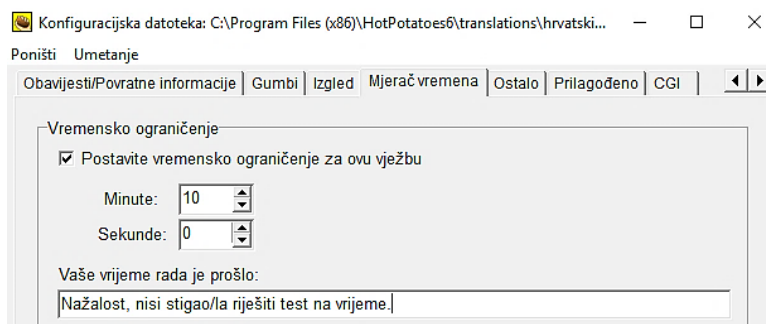 Konfiguracijska datoteka: C:\Program Files (x86)\HotPotatoes6\translations\hrvatski...
Poništi Umetanje
Obavijesti/Povratne informacije Gumbi Izgled Mjerač vremena Ostalo Prilagođeno CGI
Vremensko ograničenje
Postavite vremensko ograničenje za ovu vježbu
Minute: 10
Sekunde: 0
Vaše vrijeme rada je prošlo:
Nažalost, nisi stigao/la riješiti test na vrijeme.